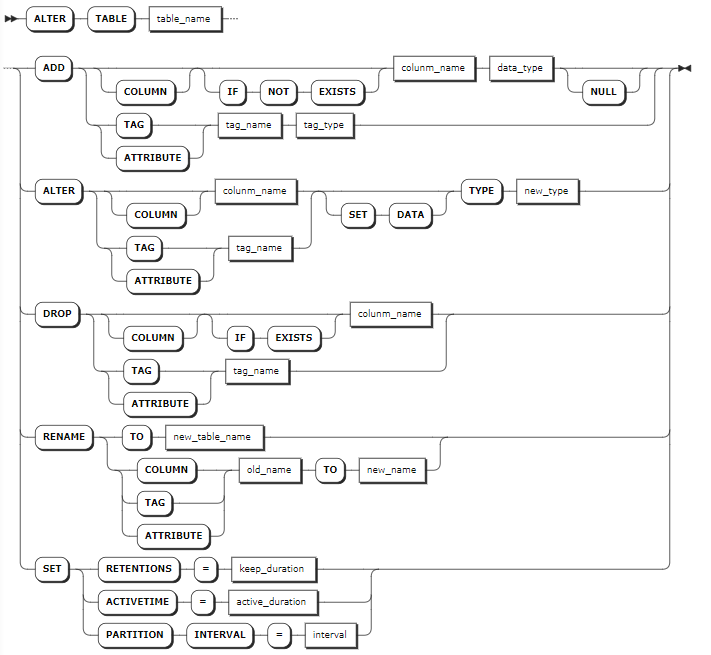 ALTER TABLE table_name
ADD colunm_name data_type
COLUMN IF NOT EXISTS NULL
TAG tag_name tag_type
ATTRIBUTE
ALTER colunm_name TYPE new_type
COLUMN SET DATA
TAG tag_name
ATTRIBUTE
DROP colunm_name
COLUMN IF EXISTS
TAG tag_name
ATTRIBUTE
RENAME TO new_table_name
COLUMN old_name TO new_name
TAG
ATTRIBUTE
SET RETENTIONS = keep_duration
ACTIVETIME = active_duration
PARTITION INTERVAL = interval